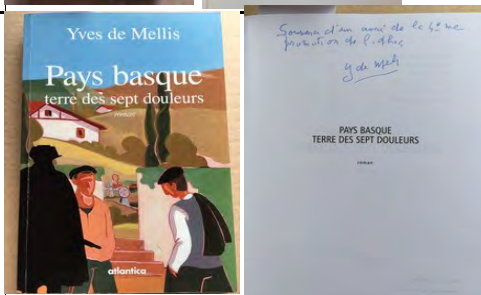 Yves de Mellis
Pays basque
terre des sept douleurs
roman
atlantica
Souvenir d'un ami de la 4e
promotion de
Y de Mellis
PAYS BASQUE
TERRE DES SEPT DOULEURS
roman